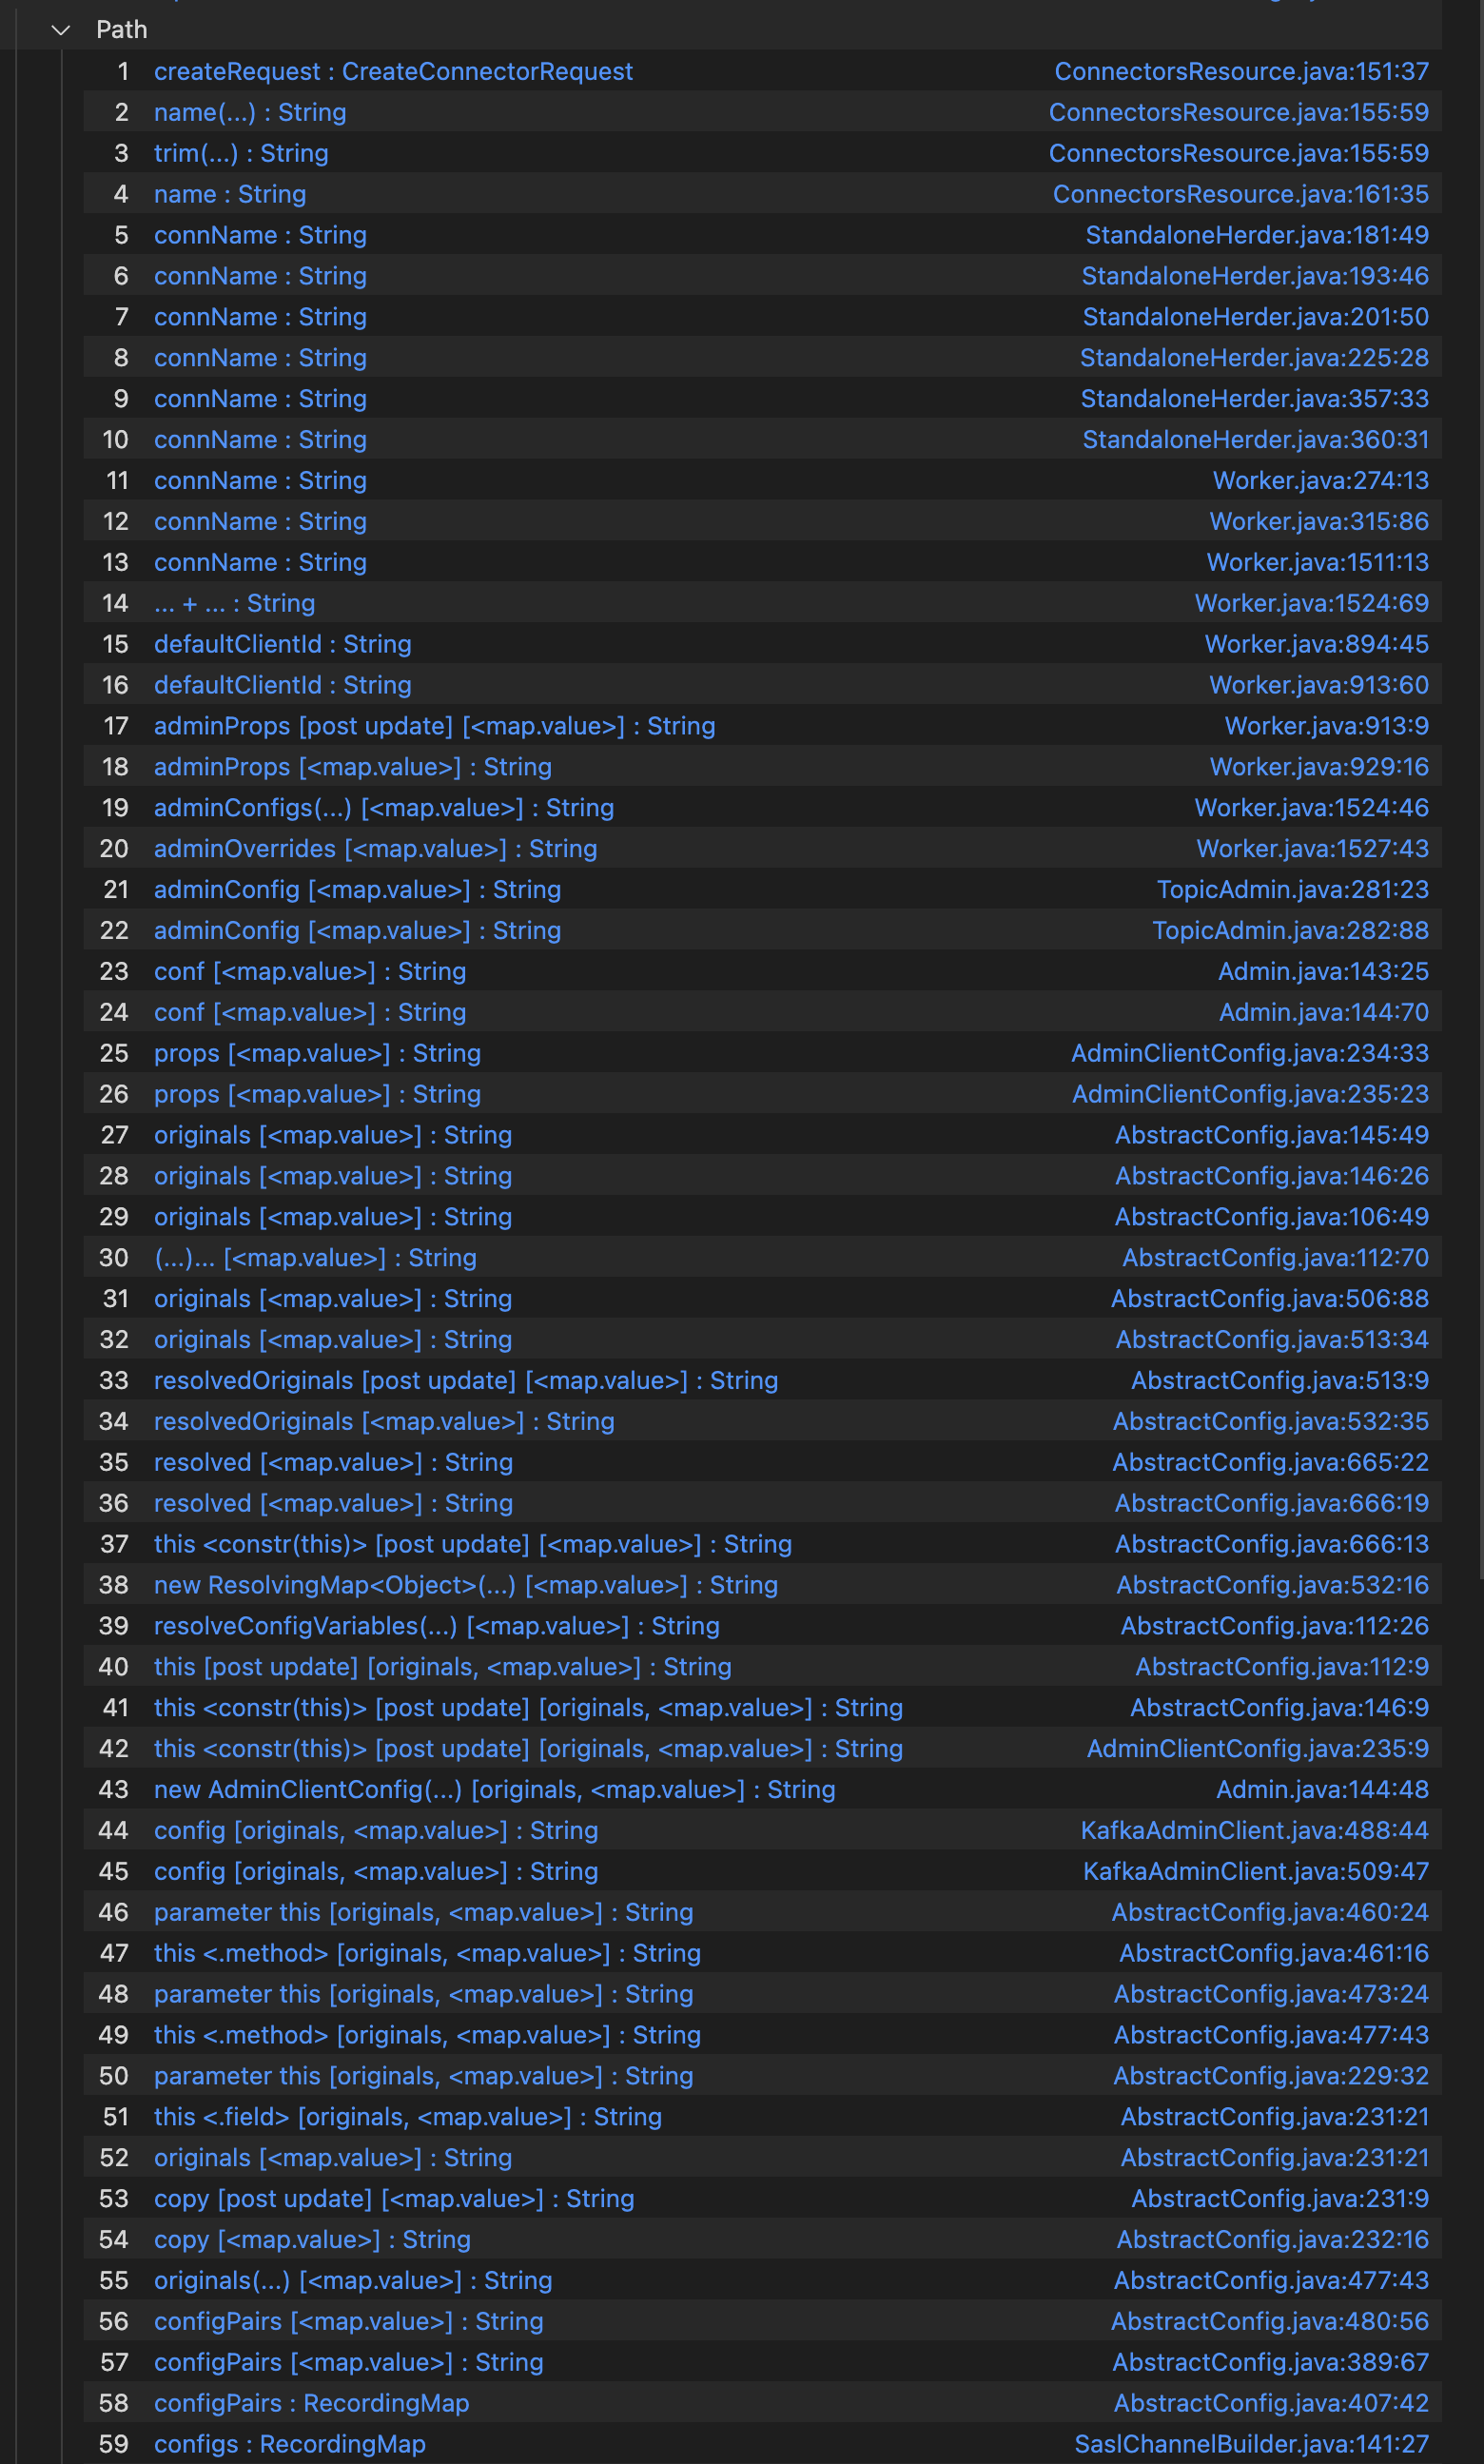 Path
1 createRequest : CreateConnectorRequest ConnectorsResource.java:151:37
2 name(...) : String ConnectorsResource.java:155:59
3 trim(...) : String ConnectorsResource.java:155:59
4 name : String ConnectorsResource.java:161:35
5 connName : String StandaloneHerder.java:181:49
6 connName : String StandaloneHerder.java:193:46
7 connName : String StandaloneHerder.java:201:50
8 connName : String StandaloneHerder.java:225:28
9 connName : String StandaloneHerder.java:357:33
10 connName : String StandaloneHerder.java:360:31
11 connName : String Worker.java:274:13
12 connName : String Worker.java:315:86
13 connName : String Worker.java:1511:13
14 ... + ... : String Worker.java:1524:69
15 defaultClientId : String Worker.java:894:45
16 defaultClientId : String Worker.java:913:60
17 adminProps [post update] [<map.value>] : String Worker.java:913:9
18 adminProps [<map.value>] : String Worker.java:929:16
19 adminConfigs(...) [<map.value>] : String Worker.java:1524:46
20 adminOverrides [<map.value>] : String Worker.java:1527:43
21 adminConfig [<map.value>] : String TopicAdmin.java:281:23
22 adminConfig [<map.value>] : String TopicAdmin.java:282:88
23 conf [<map.value>] : String Admin.java:143:25
24 conf [<map.value>] : String Admin.java:144:70
25 props [<map.value>] : String AdminClientConfig.java:234:33
26 props [<map.value>] : String AdminClientConfig.java:235:23
27 originals [<map.value>] : String AbstractConfig.java:145:49
28 originals [<map.value>] : String AbstractConfig.java:146:26
29 originals [<map.value>] : String AbstractConfig.java:106:49
30 (...)... [<map.value>] : String AbstractConfig.java:112:70
31 originals [<map.value>] : String AbstractConfig.java:506:88
32 originals [<map.value>] : String AbstractConfig.java:513:34
33 resolvedOriginals [post update] [<map.value>] : String AbstractConfig.java:513:9
34 resolvedOriginals [<map.value>] : String AbstractConfig.java:532:35
35 resolved [<map.value>] : String AbstractConfig.java:665:22
36 resolved [<map.value>] : String AbstractConfig.java:666:19
37 this <constr(this)> [post update] [<map.value>] : String AbstractConfig.java:666:13
38 new ResolvingMap<Object>(...) [<map.value>] : String AbstractConfig.java:532:16
39 resolveConfigVariables(...) [<map.value>] : String AbstractConfig.java:112:26
40 this [post update] [originals, <map.value>] : String AbstractConfig.java:112:9
41 this <constr(this)> [post update] [originals, <map.value>] : String AbstractConfig.java:146:9
42 this <constr(this)> [post update] [originals, <map.value>] : String AdminClientConfig.java:235:9
43 new AdminClientConfig(...) [originals, <map.value>] : String Admin.java:144:48
44 config [originals, <map.value>] : String KafkaAdminClient.java:488:44
45 config [originals, <map.value>] : String KafkaAdminClient.java:509:47
46 parameter this [originals, <map.value>] : String AbstractConfig.java:460:24
47 this <.method> [originals, <map.value>] : String AbstractConfig.java:461:16
48 parameter this [originals, <map.value>] : String AbstractConfig.java:473:24
49 this <.method> [originals, <map.value>] : String AbstractConfig.java:477:43
50 parameter this [originals, <map.value>] : String AbstractConfig.java:229:32
51 this <.field> [originals, <map.value>] : String AbstractConfig.java:231:21
52 originals [<map.value>] : String AbstractConfig.java:231:21
53 copy [post update] [<map.value>] : String AbstractConfig.java:231:9
54 copy [<map.value>] : String AbstractConfig.java:232:16
55 originals(...) [<map.value>] : String AbstractConfig.java:477:43
56 configPairs [<map.value>] : String AbstractConfig.java:480:56
57 configPairs [<map.value>] : String AbstractConfig.java:389:67
58 configPairs : RecordingMap AbstractConfig.java:407:42
59 configs : RecordingMap SaslChannelBuilder.java:141:27